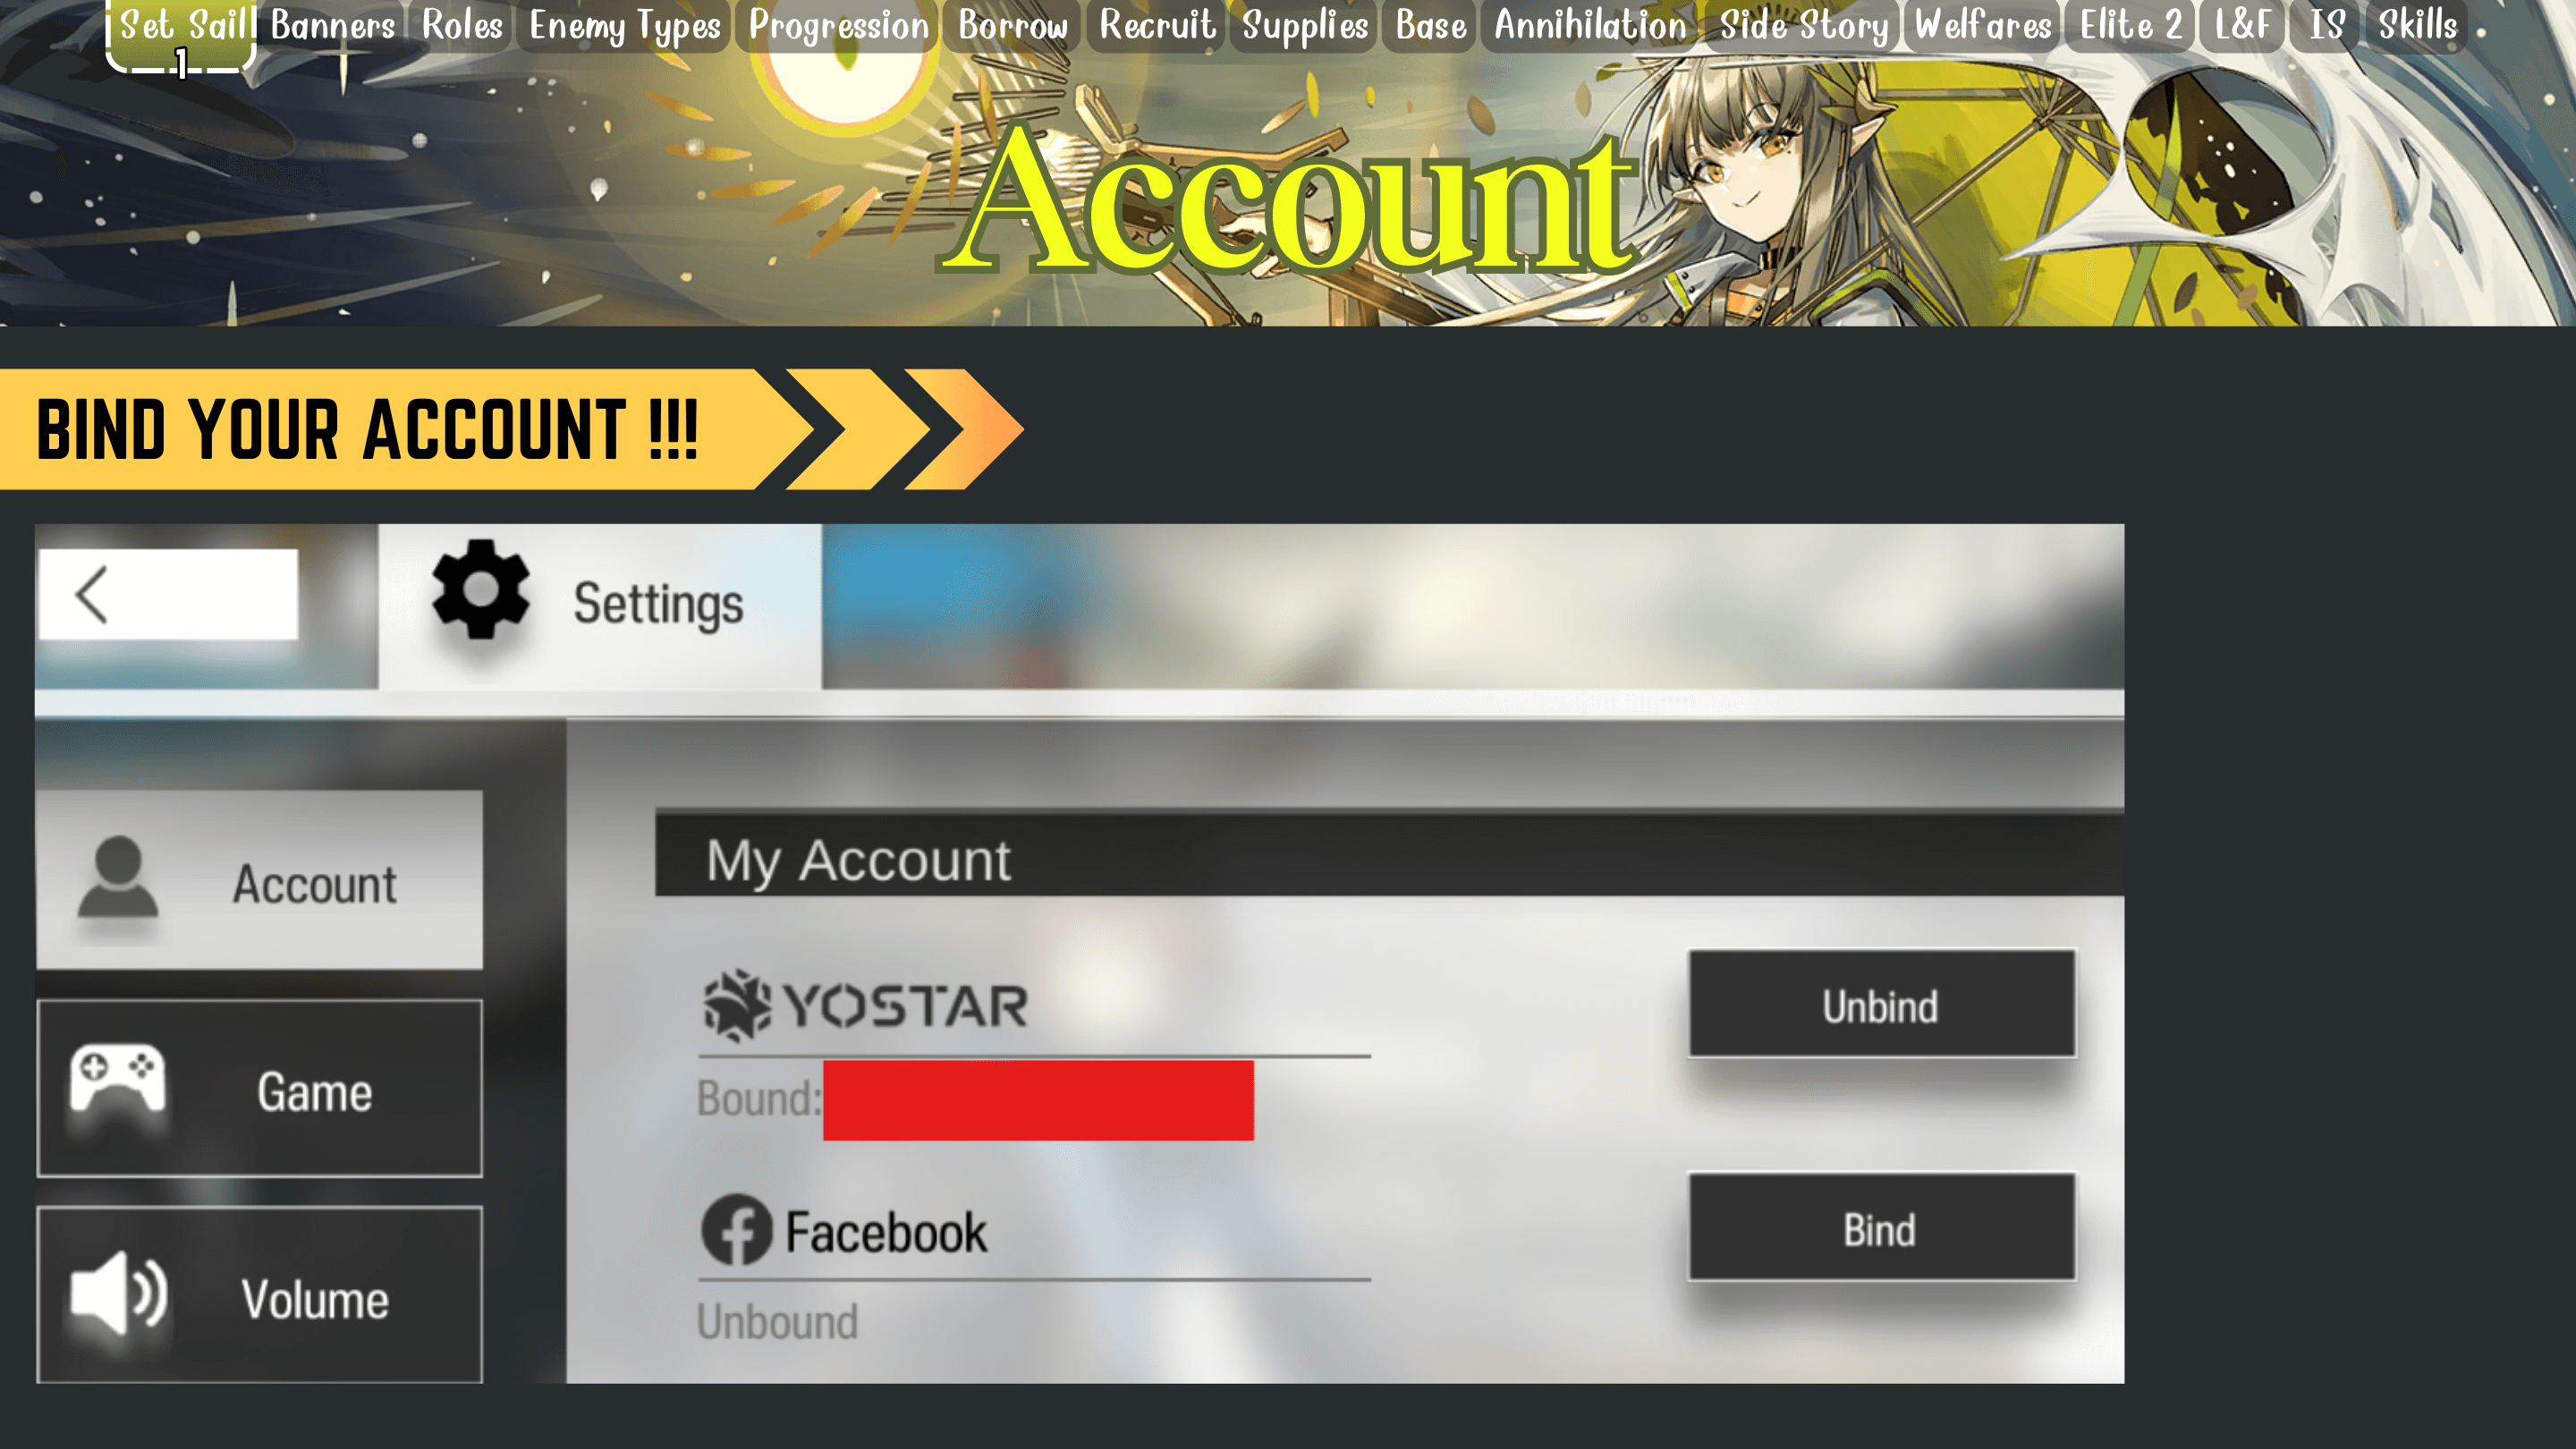 Set Sail Banners Roles Enemy Types Progression Borrow Recruit Supplies Base Annihilation Side Story Welfares Elite 2 L&F IS Skills
1
Account
BIND YOUR ACCOUNT !!!
Settings
My Account
Account
YOSTAR
Unbind
Bound:
Game
Facebook
Bind
Volume
Unbound